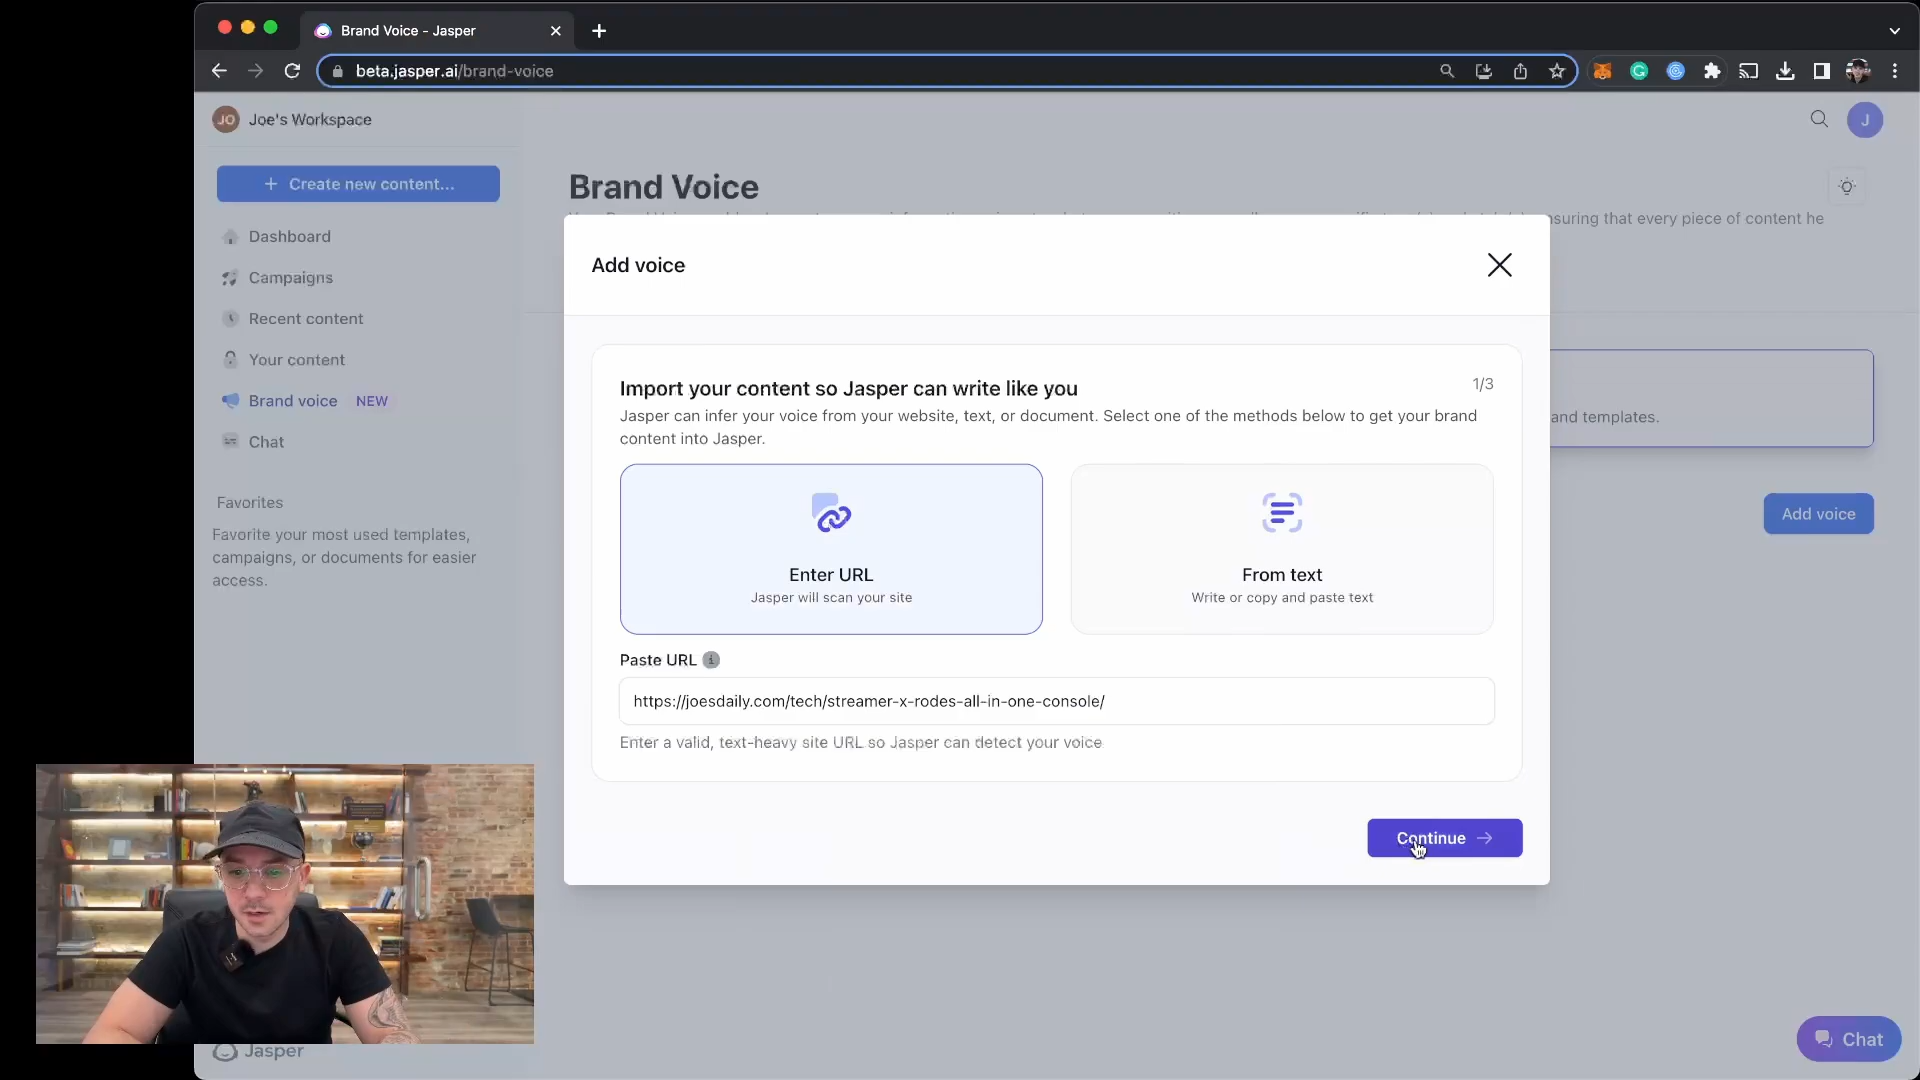 Brand Voice - Jasper
beta.jasper.ai/brand-voice
JO Joe's Workspace
J
+ Create new content...
Dashboard
Campaigns
Recent content
Your content
Brand voice NEW
Chat
Favorites
Favorite your most used templates,
campaigns, or documents for easier
access.
Jasper
Brand Voice
suring that every piece of content he
and templates.
Add voice
Add voice
Import your content so Jasper can write like you
1/3
Jasper can infer your voice from your website, text, or document. Select one of the methods below to get your brand
content into Jasper.
Enter URL
Jasper will scan your site
From text
Write or copy and paste text
Paste URL
https://joesdaily.com/tech/streamer-x-rodes-all-in-one-console/
Enter a valid, text-heavy site URL so Jasper can detect your voice
Continue
Chat